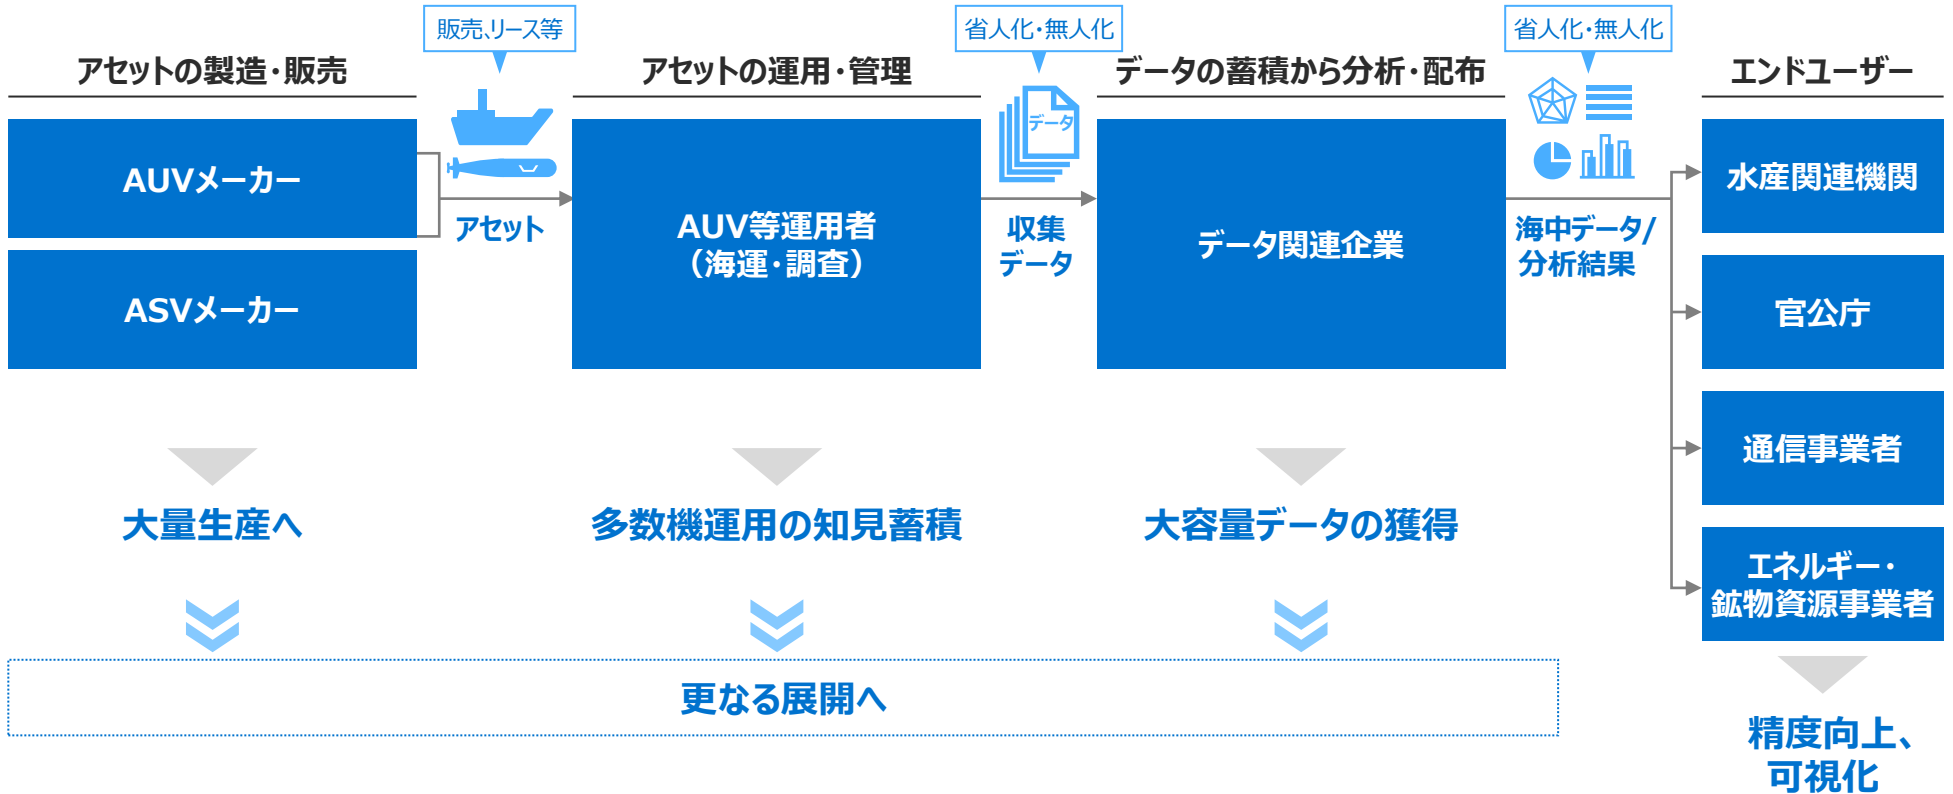 販売、リース等
省人化・無人化
省人化・無人化
アセットの製造・販売
アセットの運用・管理
データの蓄積から分析・配布
エンドユーザー
AUVメーカー
ASVメーカー
アセット
AUV等運用者
（海運・調査）
データ
収集
データ
データ関連企業
海中データ/
分析結果
水産関連機関
官公庁
通信事業者
エネルギー・
鉱物資源事業者
大量生産へ
多数機運用の知見蓄積
大容量データの獲得
更なる展開へ
精度向上、
可視化